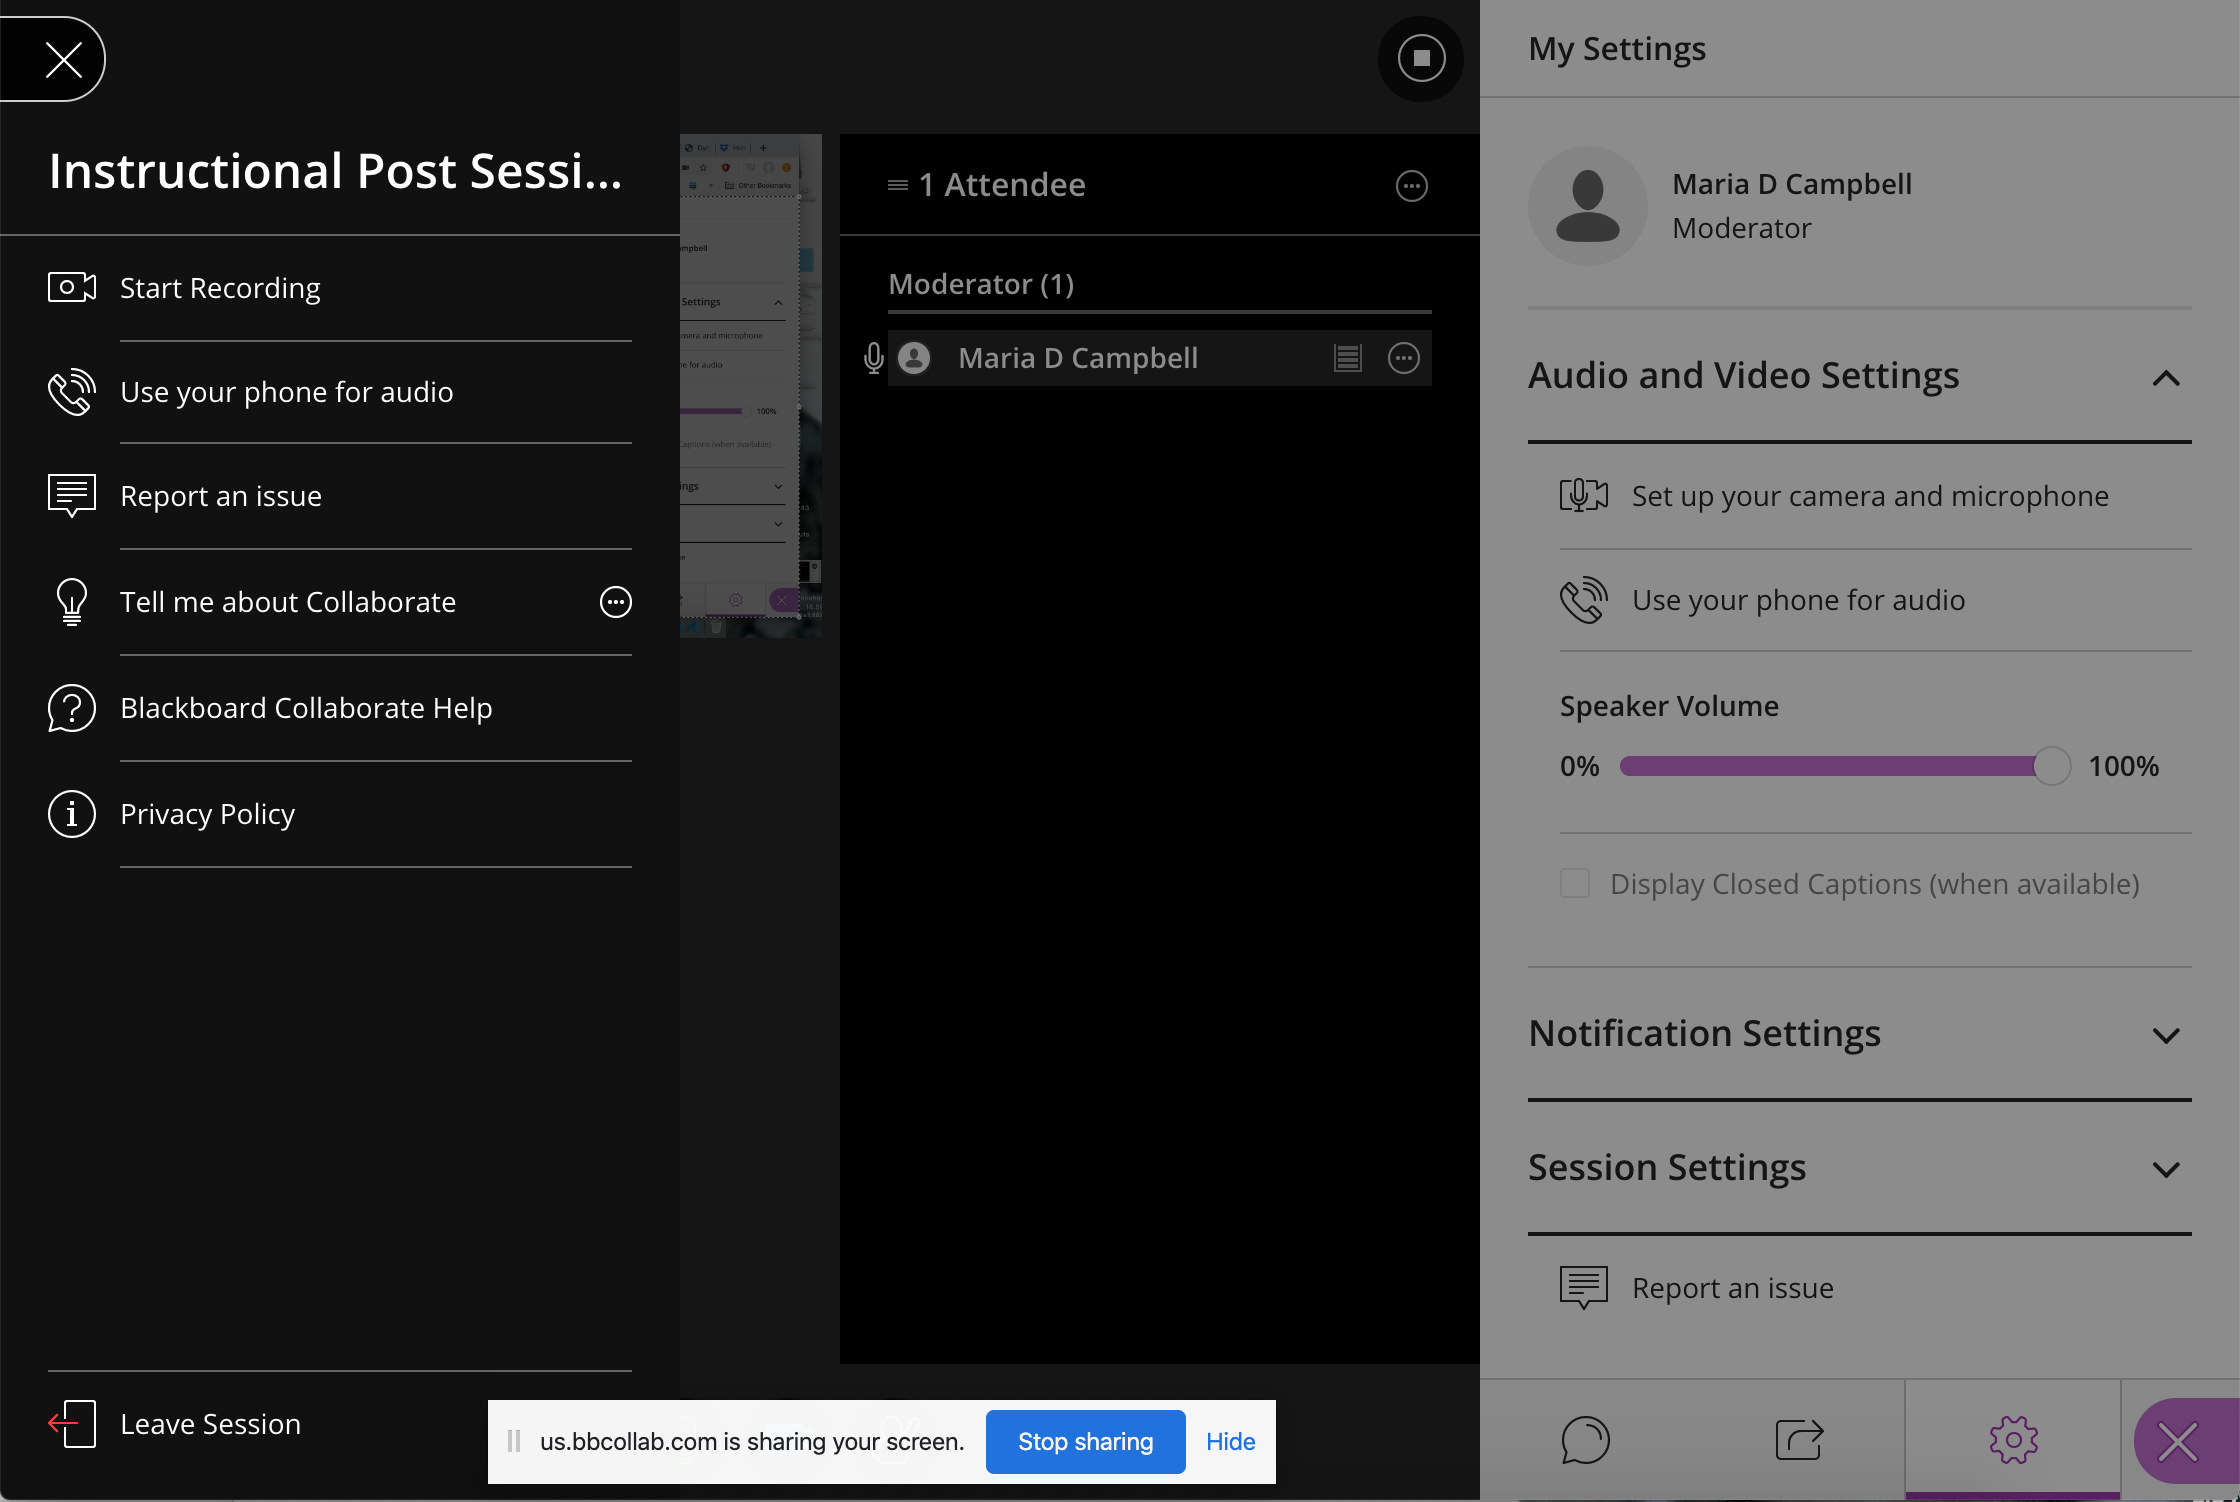 Instructional Post Sessi...
Start Recording
Use your phone for audio
Report an issue
Tell me about Collaborate
Blackboard Collaborate Help
Privacy Policy
Leave Session
Other Bookmarks
Settings
100%
1 Attendee
Moderator (1)
Maria D Campbell
us.bbcollab.com is sharing your screen.
Stop sharing
Hide
My Settings
Maria D Campbell
Moderator
Audio and Video Settings
Set up your camera and microphone
Use your phone for audio
Speaker Volume
0% 100%
Display Closed Captions (when available)
Notification Settings
Session Settings
Report an issue